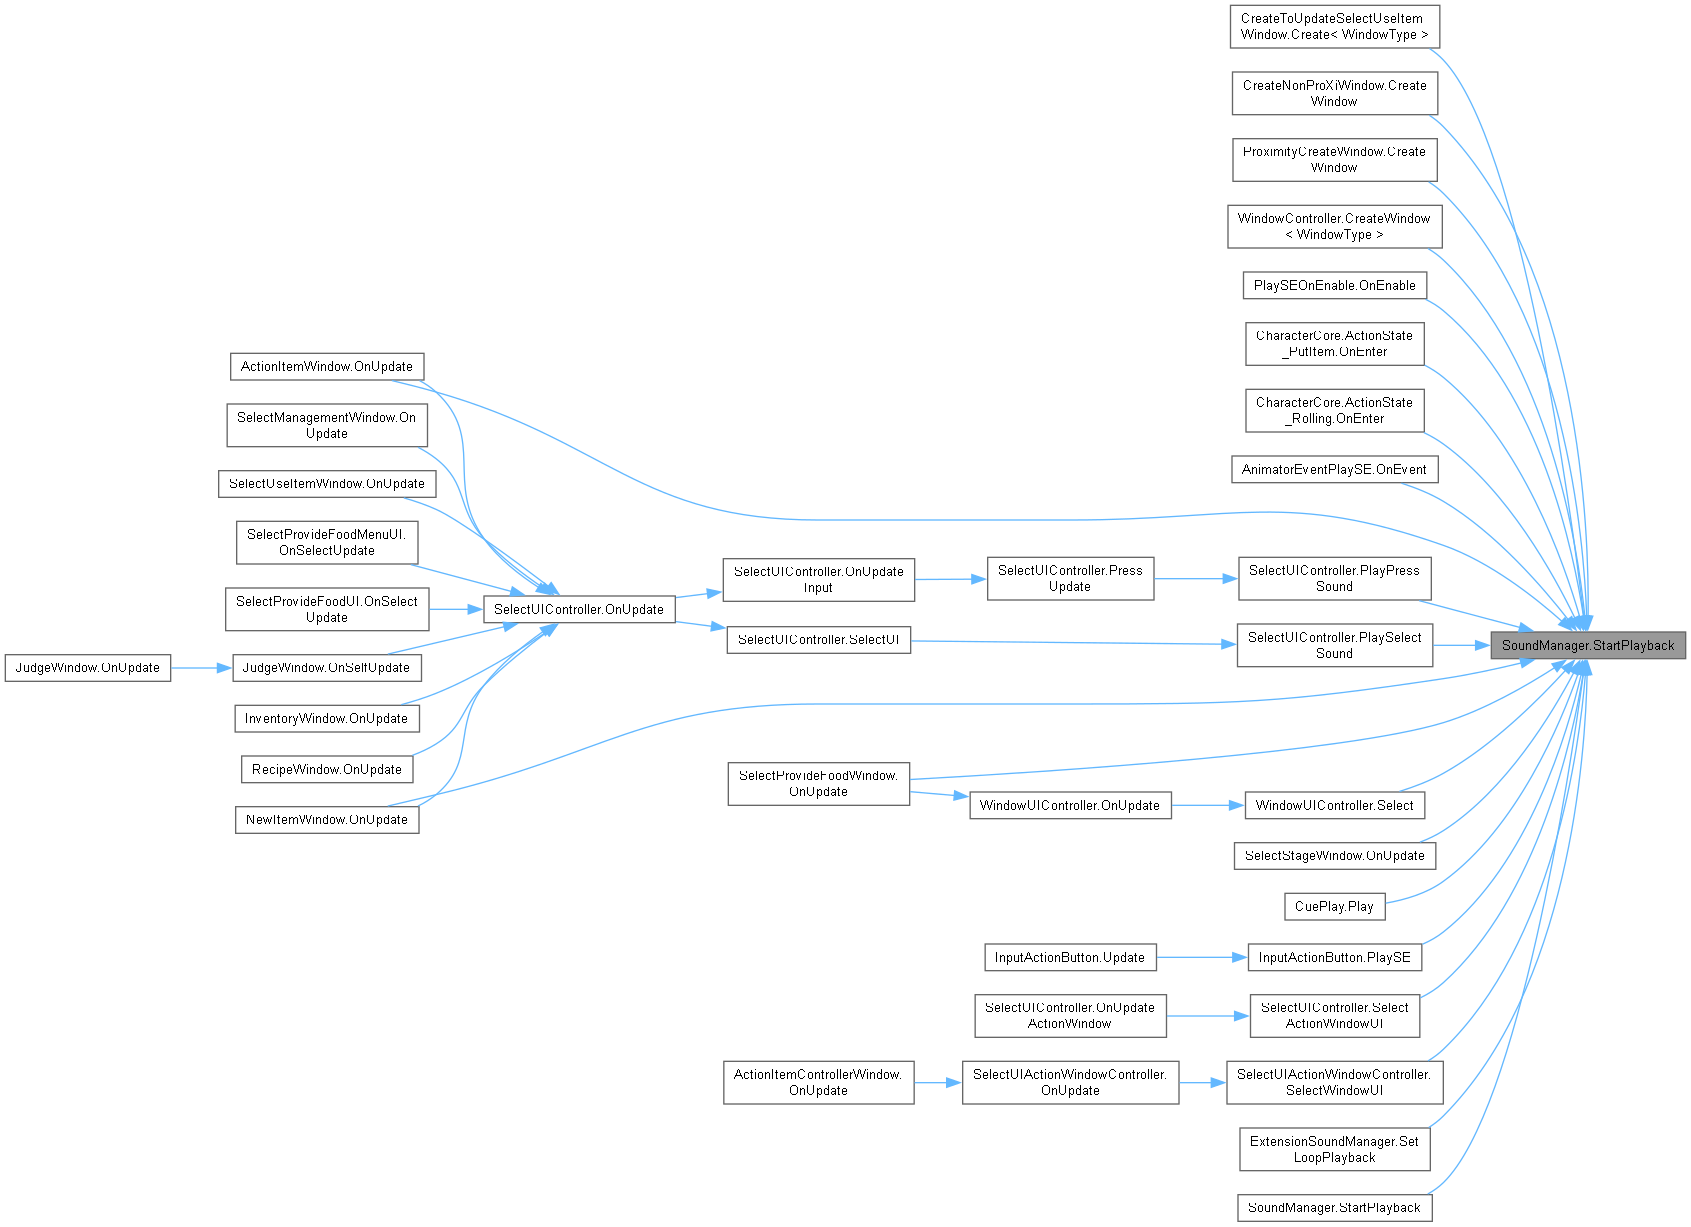 CreateToUpdateSelectUseItem
Window.Create< WindowType >
CreateNonProXiWindow.Create
Window
ProximityCreateWindow.Create
Window
WindowController.CreateWindow
< WindowType >
PlaySEOnEnable.OnEnable
CharacterCore.ActionState
_PutItem.OnEnter
CharacterCore.ActionState
_Rolling.OnEnter
AnimatorEventPlaySE.OnEvent
ActionItemWindow.OnUpdate
SelectManagementWindow.On
Update
SelectUseItemWindow.OnUpdate
SelectProvideFoodMenuUI.
OnSelectUpdate
SelectProvideFoodUI.OnSelect
Update
JudgeWindow.OnUpdate
JudgeWindow.OnSelfUpdate
InventoryWindow.OnUpdate
RecipeWindow.OnUpdate
NewItemWindow.OnUpdate
SelectUIController.OnUpdate
SelectUIController.OnUpdate
Input
SelectUIController.SelectUI
SelectUIController.Press
Update
SelectUIController.PlayPress
Sound
SelectUIController.PlaySelect
Sound
SoundManager.StartPlayback
SelectProvideFoodWindow.
OnUpdate
WindowUIController.OnUpdate
WindowUIController.Select
SelectStageWindow.OnUpdate
CuePlay.Play
InputActionButton.Update
InputActionButton.PlaySE
SelectUIController.OnUpdate
ActionWindow
SelectUIController.Select
ActionWindowUI
ActionItemControllerWindow.
OnUpdate
SelectUIActionWindowController.
OnUpdate
SelectUIActionWindowController.
SelectWindowUI
ExtensionSoundManager.Set
LoopPlayback
SoundManager.StartPlayback